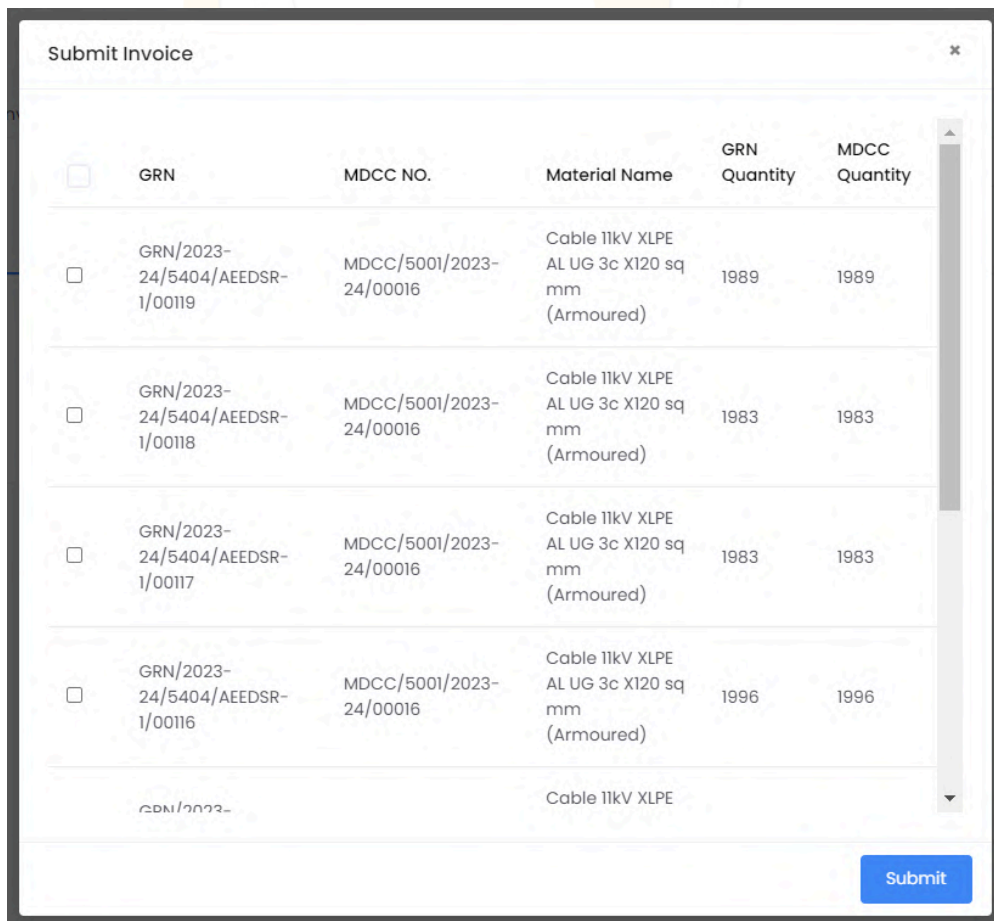 Submit Invoice
GRN MDCC NO. Material Name GRN Quantity MDCC Quantity
GRN/2023-
24/5404/AEEDSR-
1/00119
MDCC/5001/2023-
24/00016
Cable 11kV XLPE
AL UG 3c X120 sq
mm
(Armoured)
1989
1989
GRN/2023-
24/5404/AEEDSR-
1/00118
MDCC/5001/2023-
24/00016
Cable 11kV XLPE
AL UG 3c X120 sq
mm
(Armoured)
1983
1983
GRN/2023-
24/5404/AEEDSR-
1/00117
MDCC/5001/2023-
24/00016
Cable 11kV XLPE
AL UG 3c X120 sq
mm
(Armoured)
1983
1983
GRN/2023-
24/5404/AEEDSR-
1/00116
MDCC/5001/2023-
24/00016
Cable 11kV XLPE
AL UG 3c X120 sq
mm
(Armoured)
1996
1996
GRN/2023-
Cable 11kV XLPE
Submit